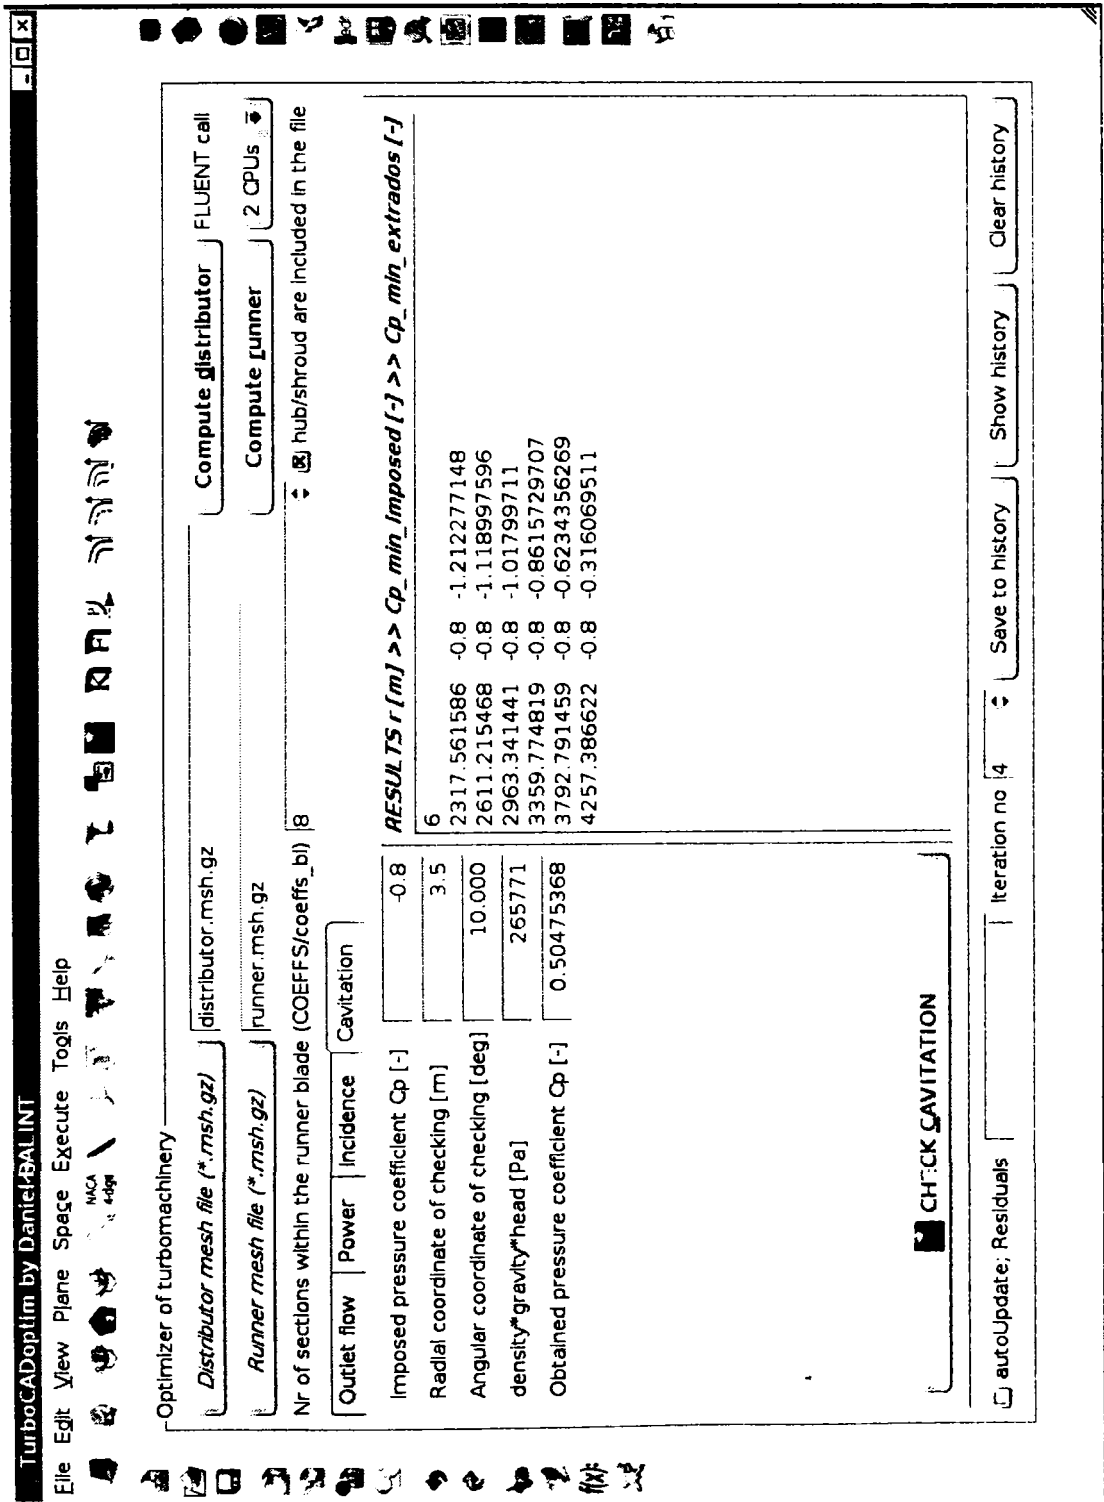 TurboCADoptim by Daniel BALINT
File Edit View Plane Space Execute Tools Help
NACA
4-digit
Optimizer of turbomachinery
Distributor mesh file (*.msh.gz) distributor.msh.gz Compute distributor FLUENT call
Runner mesh file (*.msh.gz) runner.msh.gz Compute runner 2 CPUs
Nr of sections within the runner blade (COEFFS/coeffs_bl) 8 hub/shroud are included in the file
Outlet flow Power Incidence Cavitation
Imposed pressure coefficient Cp [-] -0.8
Radial coordinate of checking [m] 3.5
Angular coordinate of checking [deg] 10.000
density*gravity*head [Pa] 265771
Obtained pressure coefficient Cp [-] 0.50475368
CHECK CAVITATION
RESULTS r [m] >> Cp_min_imposed [-] >> Cp_min_extrados [-]
6
2317.561586 -0.8 -1.212277148
2611.215468 -0.8 -1.118997596
2963.341441 -0.8 -1.01799711
3359.774819 -0.8 -0.8615729707
3792.791459 -0.8 -0.6234356269
4257.386622 -0.8 -0.316069511
autoUpdate; Residuals Iteration no 4 Save to history Show history Clear history
f(x)